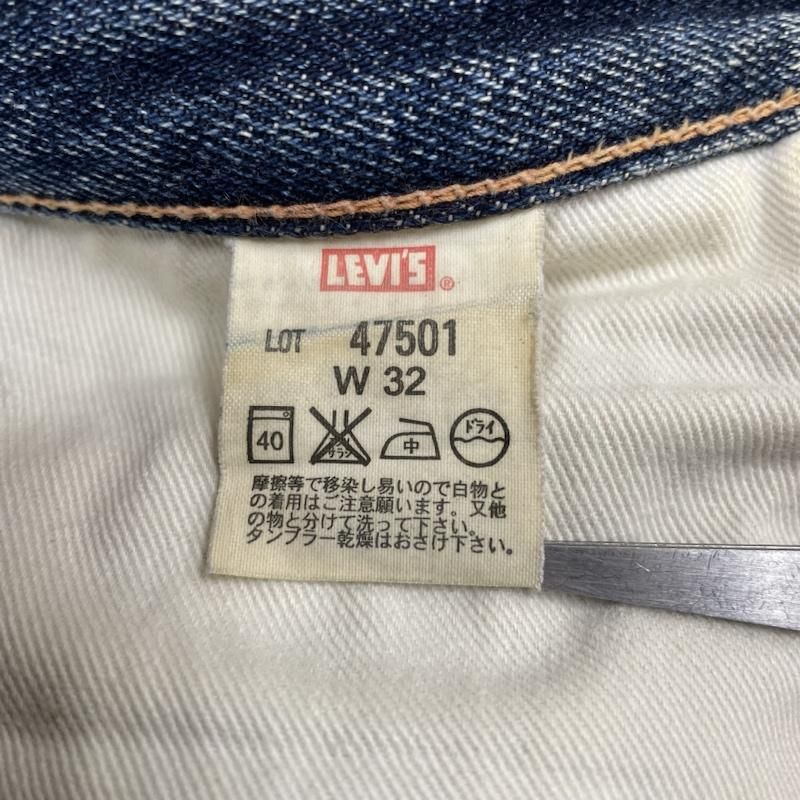 LEVI'S®
LOT 47501
W 32
40 中 ドライ
摩擦等で移染し易いので白物と
の着用はご注意願います。又他
の物と分けて洗って下さい。
タンブラー乾燥はおさけ下さい。